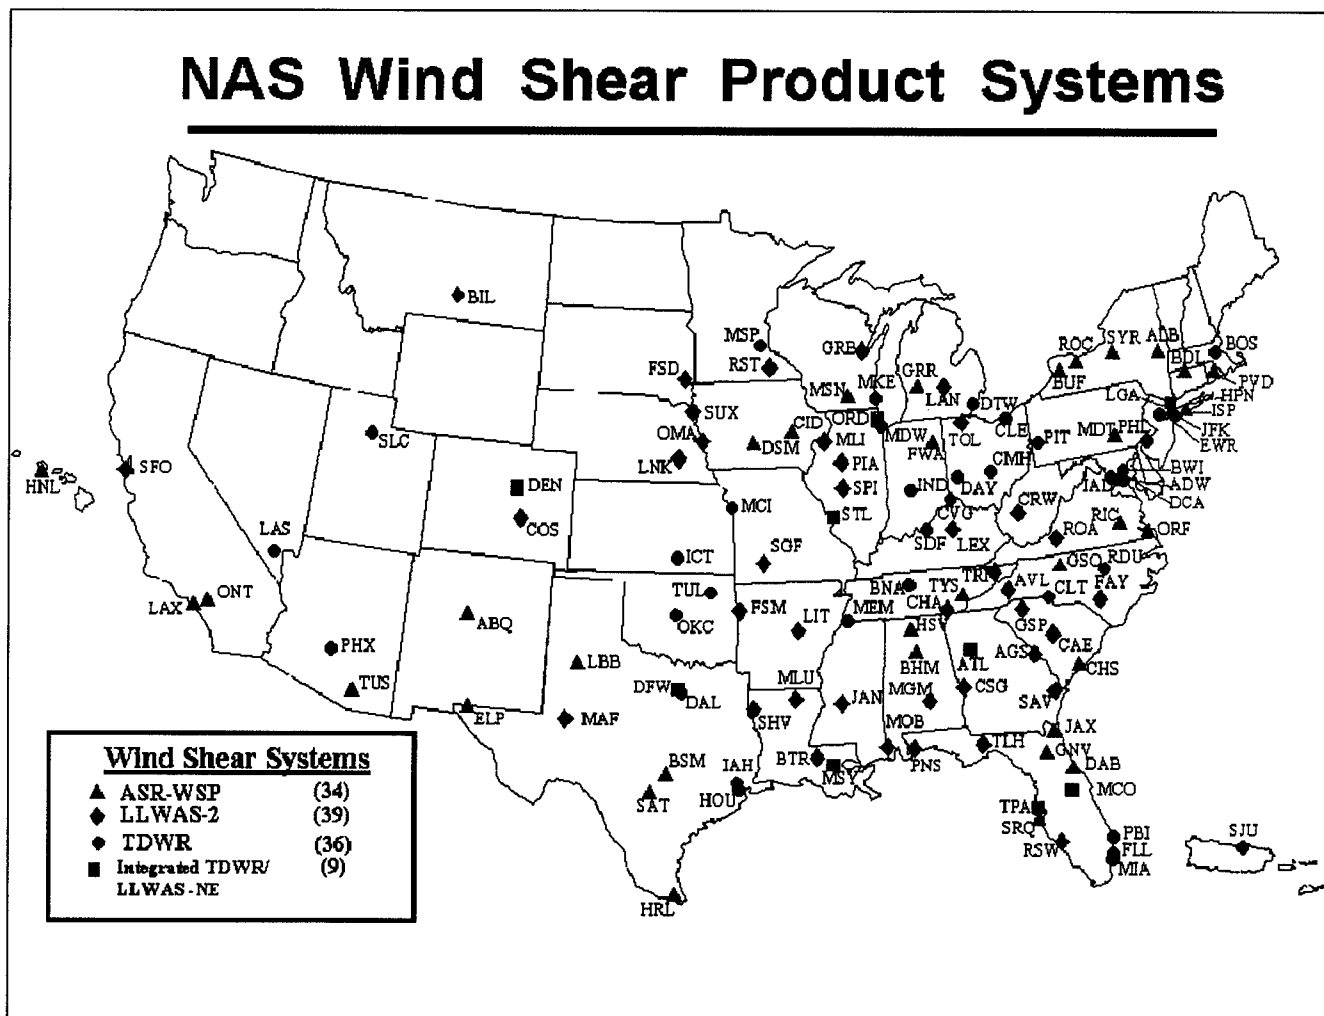 NAS Wind Shear Product Systems
BIL
MSP
RST
GRB
FSD
SUX
OMA
LNK
DSM
CID
MSN
MKE
GRR
LAN
ORD
MDW
DTW
TOL
CLE
ROC
SYR
ALB
BDL
BOS
BUF
PVD
LGA
HPN
ISP
JFK
EWR
PHL
MDT
PIT
SLC
SFO
HNL
DEN
COS
MLI
PIA
SPI
STL
FWA
IND
DAY
CMH
CVG
SDF
LEX
CRW
IAD
BWI
ADW
DCA
RIC
ORF
ROA
LAS
MCI
ICT
SGF
TUL
OKC
FSM
LIT
BNA
MEM
TYS
TRI
CHA
AVL
GSO
RDU
CLT
FAY
LAX
ONT
PHX
TUS
ABQ
ELP
LBB
DFW
DAL
MAF
MLU
SHV
JAN
HSV
BHM
MGM
ATL
CSG
GSP
CAE
AGS
CHS
SAV
MOB
PNS
TLH
JAX
GNV
DAB
MCO
BSM
SAT
IAH
HOU
BTR
MSY
HRL
TPA
SRQ
RSW
PBI
FLL
MIA
SJU
Wind Shear Systems
ASR-WSP (34)
LLWAS-2 (39)
TDWR (36)
Integrated TDWR/ (9)
LLWAS-NE